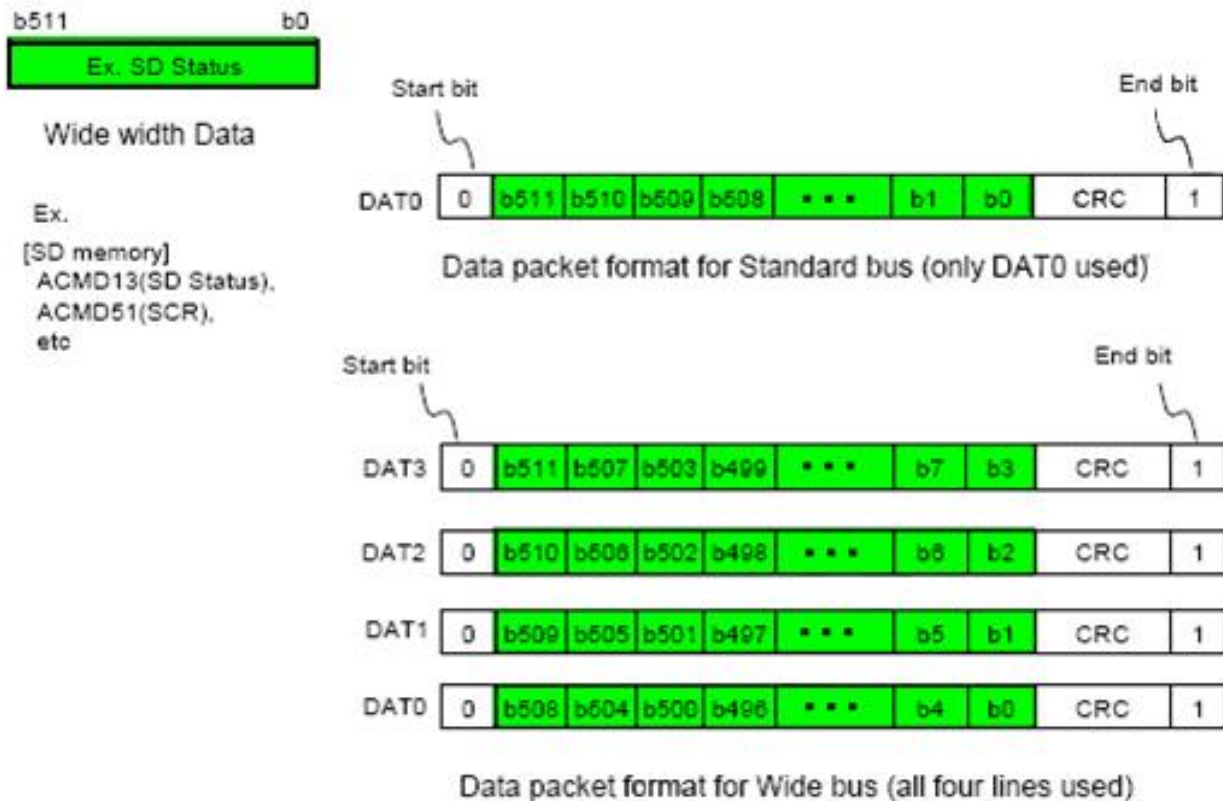 b511 b0
Ex. SD Status
Wide width Data
Ex.
[SD memory]
ACMD13(SD Status),
ACMD51(SCR),
etc
Start bit End bit
DAT0 0 b511 b510 b509 b508 ▪ ▪ ▪ b1 b0 CRC 1
Data packet format for Standard bus (only DAT0 used)
Start bit End bit
DAT3 0 b511 b507 b503 b499 ▪ ▪ ▪ b7 b3 CRC 1
DAT2 0 b510 b506 b502 b498 ▪ ▪ ▪ b6 b2 CRC 1
DAT1 0 b509 b505 b501 b497 ▪ ▪ ▪ b5 b1 CRC 1
DAT0 0 b508 b504 b500 b496 ▪ ▪ ▪ b4 b0 CRC 1
Data packet format for Wide bus (all four lines used)